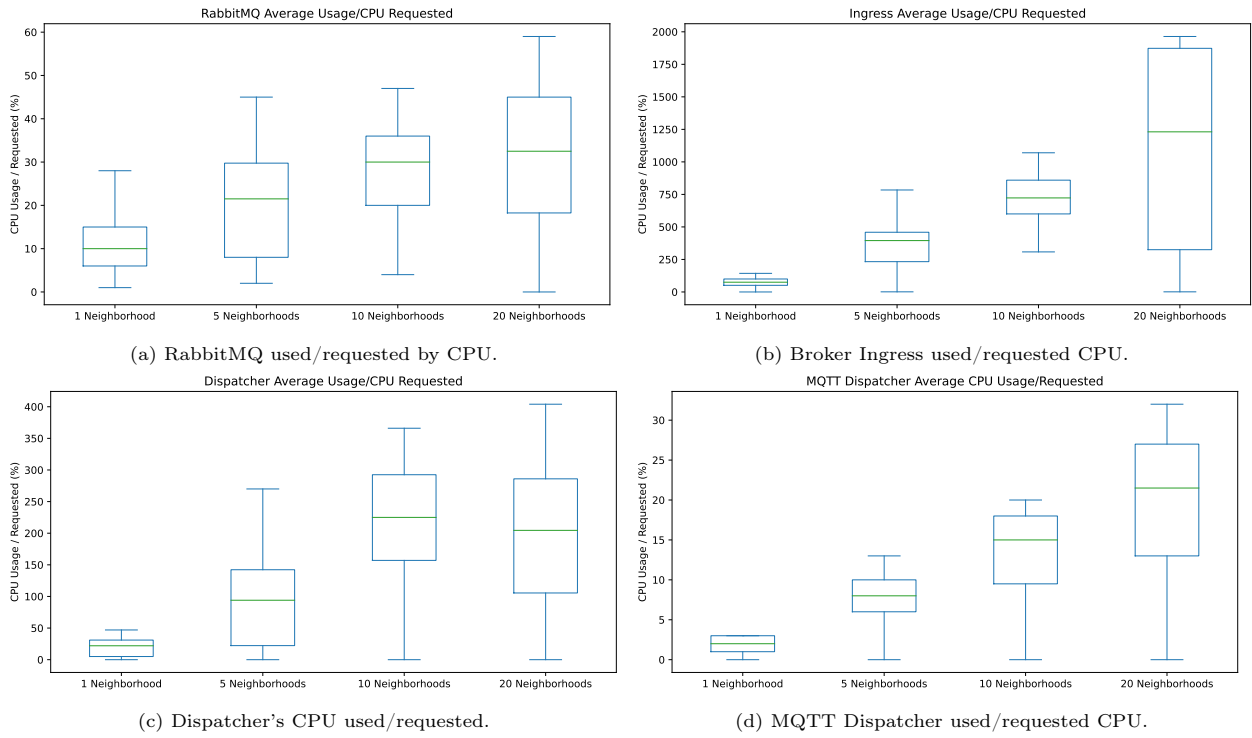 RabbitMQ Average Usage/CPU Requested
CPU Usage / Requested (%)
60
50
40
30
20
10
0
1 Neighborhood
5 Neighborhoods
10 Neighborhoods
20 Neighborhoods
(a) RabbitMQ used/requested by CPU.
Ingress Average Usage/CPU Requested
CPU Usage / Requested (%)
2000
1750
1500
1250
1000
750
500
250
0
1 Neighborhood
5 Neighborhoods
10 Neighborhoods
20 Neighborhoods
(b) Broker Ingress used/requested CPU.
Dispatcher Average Usage/CPU Requested
CPU Usage / Requested (%)
400
350
300
250
200
150
100
50
0
1 Neighborhood
5 Neighborhoods
10 Neighborhoods
20 Neighborhoods
(c) Dispatcher's CPU used/requested.
MQTT Dispatcher Average CPU Usage/Requested
CPU Usage / Requested (%)
30
25
20
15
10
5
0
1 Neighborhood
5 Neighborhoods
10 Neighborhoods
20 Neighborhoods
(d) MQTT Dispatcher used/requested CPU.